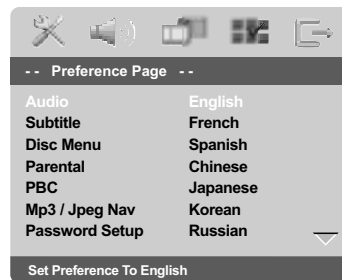 - - Preference Page - -
Audio English
Subtitle French
Disc Menu Spanish
Parental Chinese
PBC Japanese
Mp3 / Jpeg Nav Korean
Password Setup Russian
Set Preference To English